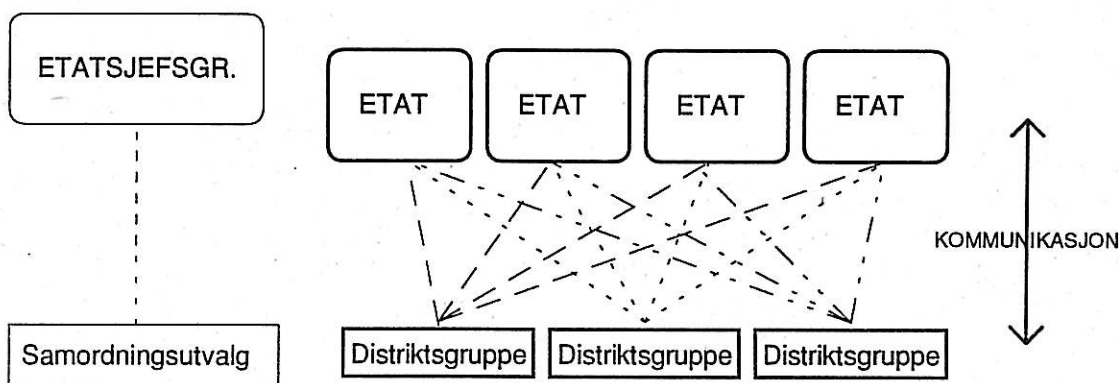 ETATSJEFSGR.
ETAT
ETAT
ETAT
ETAT
KOMMUNIKASJON
Samordningsutvalg
Distriktsgruppe
Distriktsgruppe
Distriktsgruppe